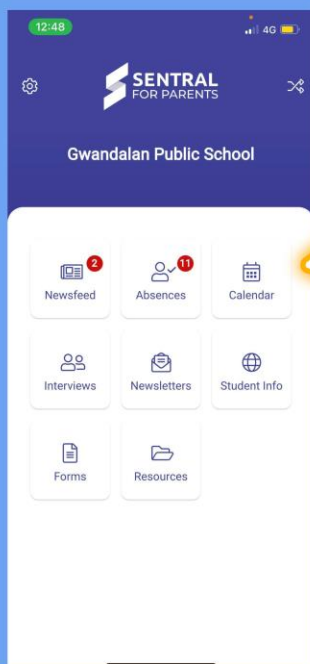 12:48
4G
SENTRAL
FOR PARENTS
Gwandalan Public School
2
11
Newsfeed
Absences
Calendar
Interviews
Newsletters
Student Info
Forms
Resources